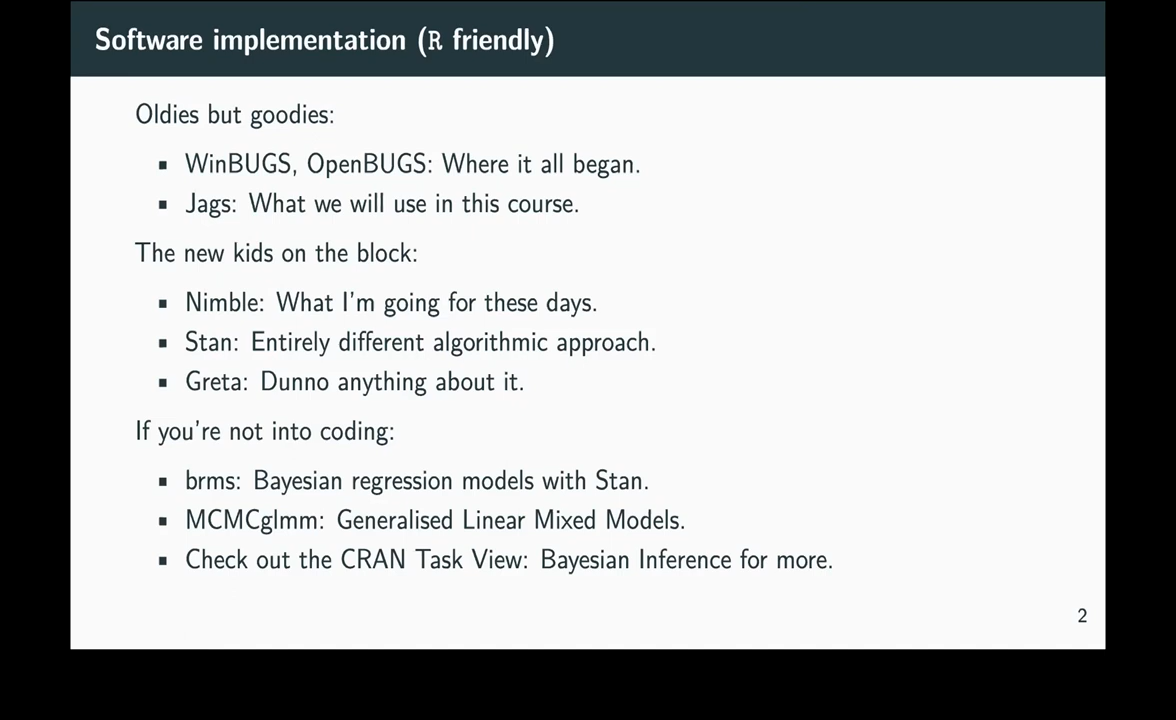 Software implementation (R friendly)
Oldies but goodies:
▪ WinBUGS, OpenBUGS: Where it all began.
▪ Jags: What we will use in this course.
The new kids on the block:
▪ Nimble: What I'm going for these days.
▪ Stan: Entirely different algorithmic approach.
▪ Greta: Dunno anything about it.
If you're not into coding:
▪ brms: Bayesian regression models with Stan.
▪ MCMCglmm: Generalised Linear Mixed Models.
▪ Check out the CRAN Task View: Bayesian Inference for more.
2